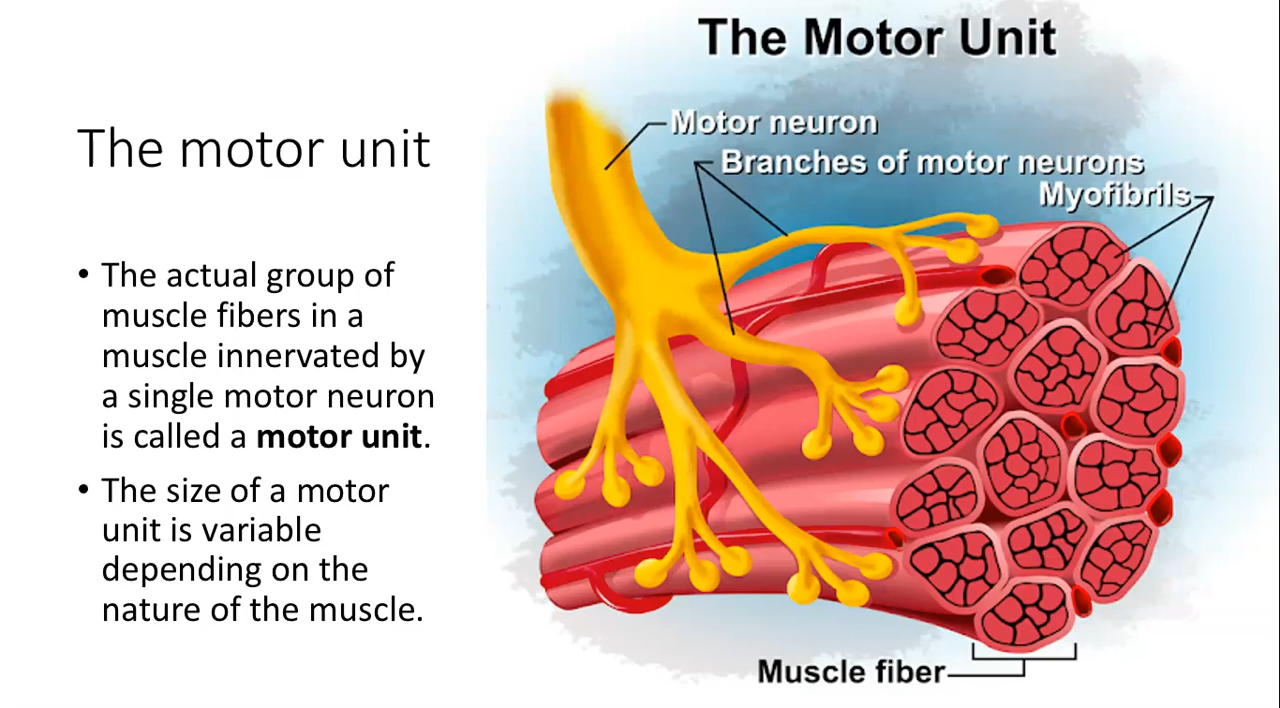 The motor unit
• The actual group of
muscle fibers in a
muscle innervated by
a single motor neuron
is called a motor unit.
• The size of a motor
unit is variable
depending on the
nature of the muscle.
The Motor Unit
Motor neuron
Branches of motor neurons
Myofibrils
Muscle fiber